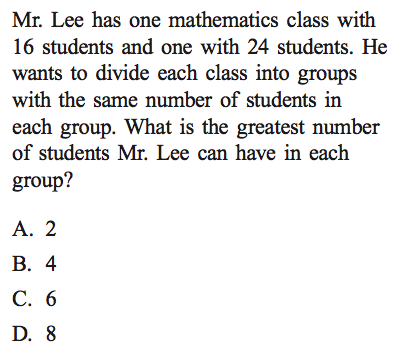 Mr. Lee has one mathematics class with
16 students and one with 24 students. He
wants to divide each class into groups
with the same number of students in
each group. What is the greatest number
of students Mr. Lee can have in each
group?
A. 2
B. 4
C. 6
D. 8